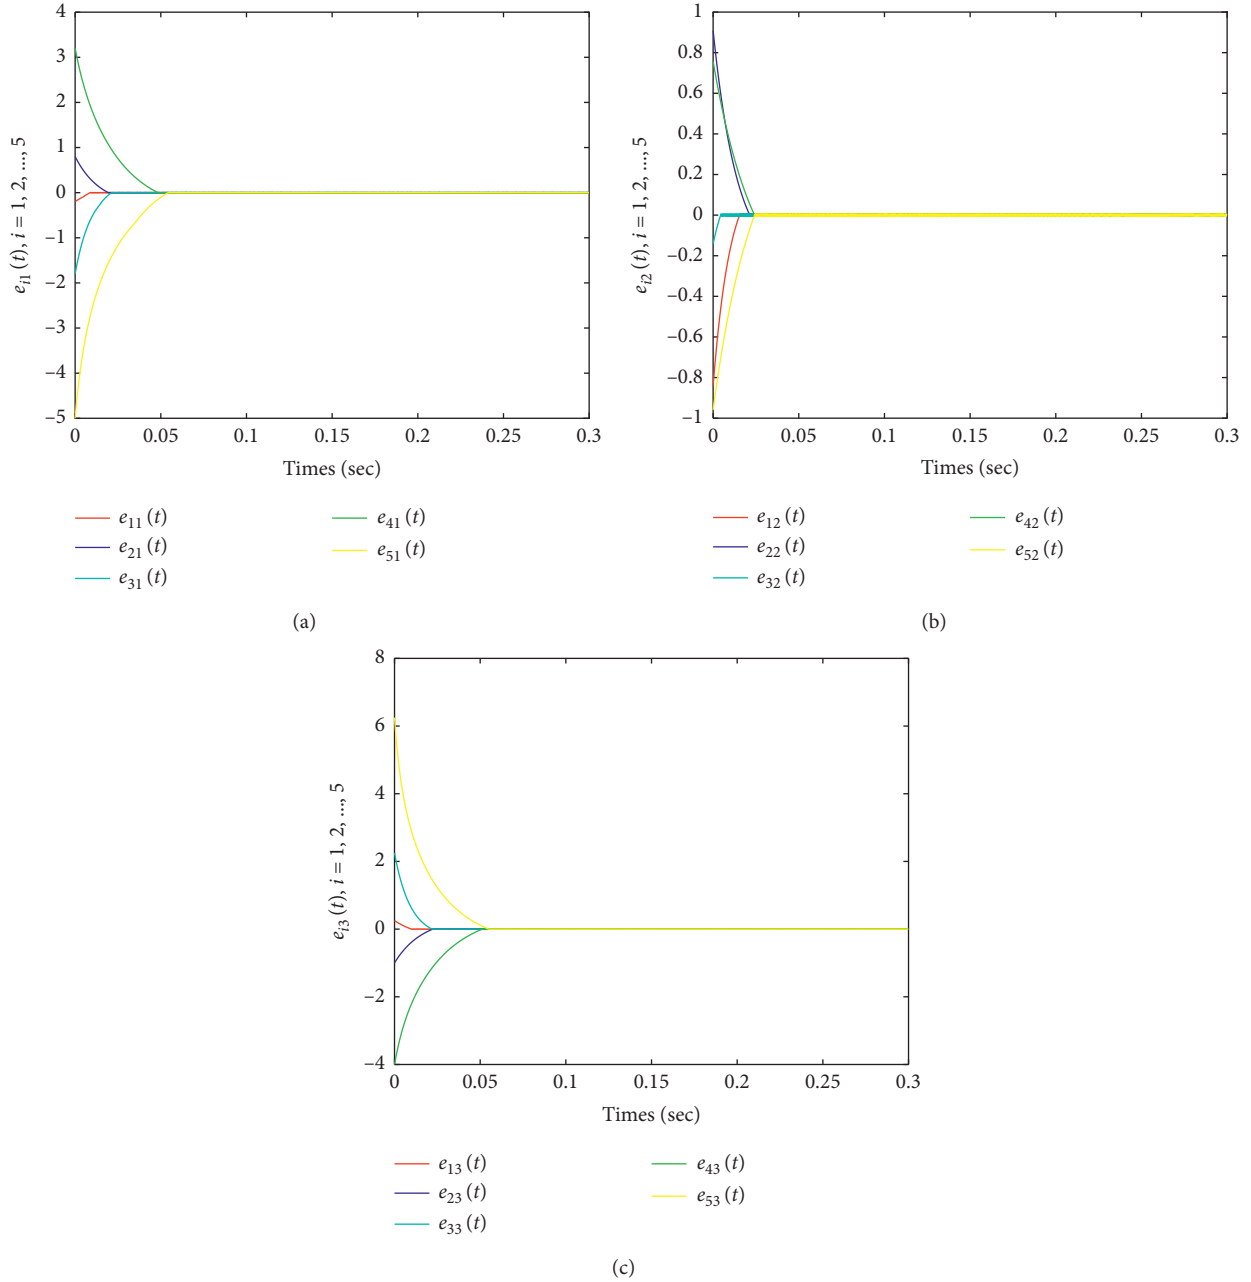 4
3
2
1
0
−1
−2
−3
−4
−5
e_{i1}(t), i = 1, 2, ..., 5
0 0.05 0.1 0.15 0.2 0.25 0.3
Times (sec)
e_{11}(t) e_{41}(t)
e_{21}(t) e_{51}(t)
e_{31}(t)
(a)
1
0.8
0.6
0.4
0.2
0
−0.2
−0.4
−0.6
−0.8
−1
e_{i2}(t), i = 1, 2, ..., 5
0 0.05 0.1 0.15 0.2 0.25 0.3
Times (sec)
e_{12}(t) e_{42}(t)
e_{22}(t) e_{52}(t)
e_{32}(t)
(b)
8
6
4
2
0
−2
−4
e_{i3}(t), i = 1, 2, ..., 5
0 0.05 0.1 0.15 0.2 0.25 0.3
Times (sec)
e_{13}(t) e_{43}(t)
e_{23}(t) e_{53}(t)
e_{33}(t)
(c)